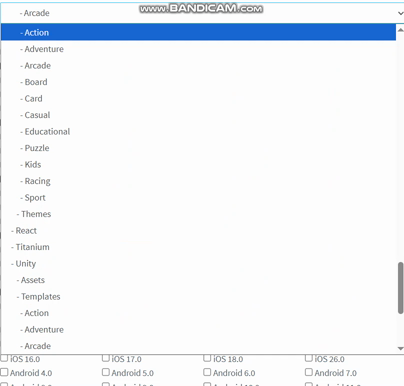 - Arcade
www.BANDICAM.com
- Action
- Adventure
- Arcade
- Board
- Card
- Casual
- Educational
- Puzzle
- Kids
- Racing
- Sport
- Themes
- React
- Titanium
- Unity
- Assets
- Templates
- Action
- Adventure
- Arcade
iOS 16.0 iOS 17.0 iOS 18.0 iOS 26.0
Android 4.0 Android 5.0 Android 6.0 Android 7.0